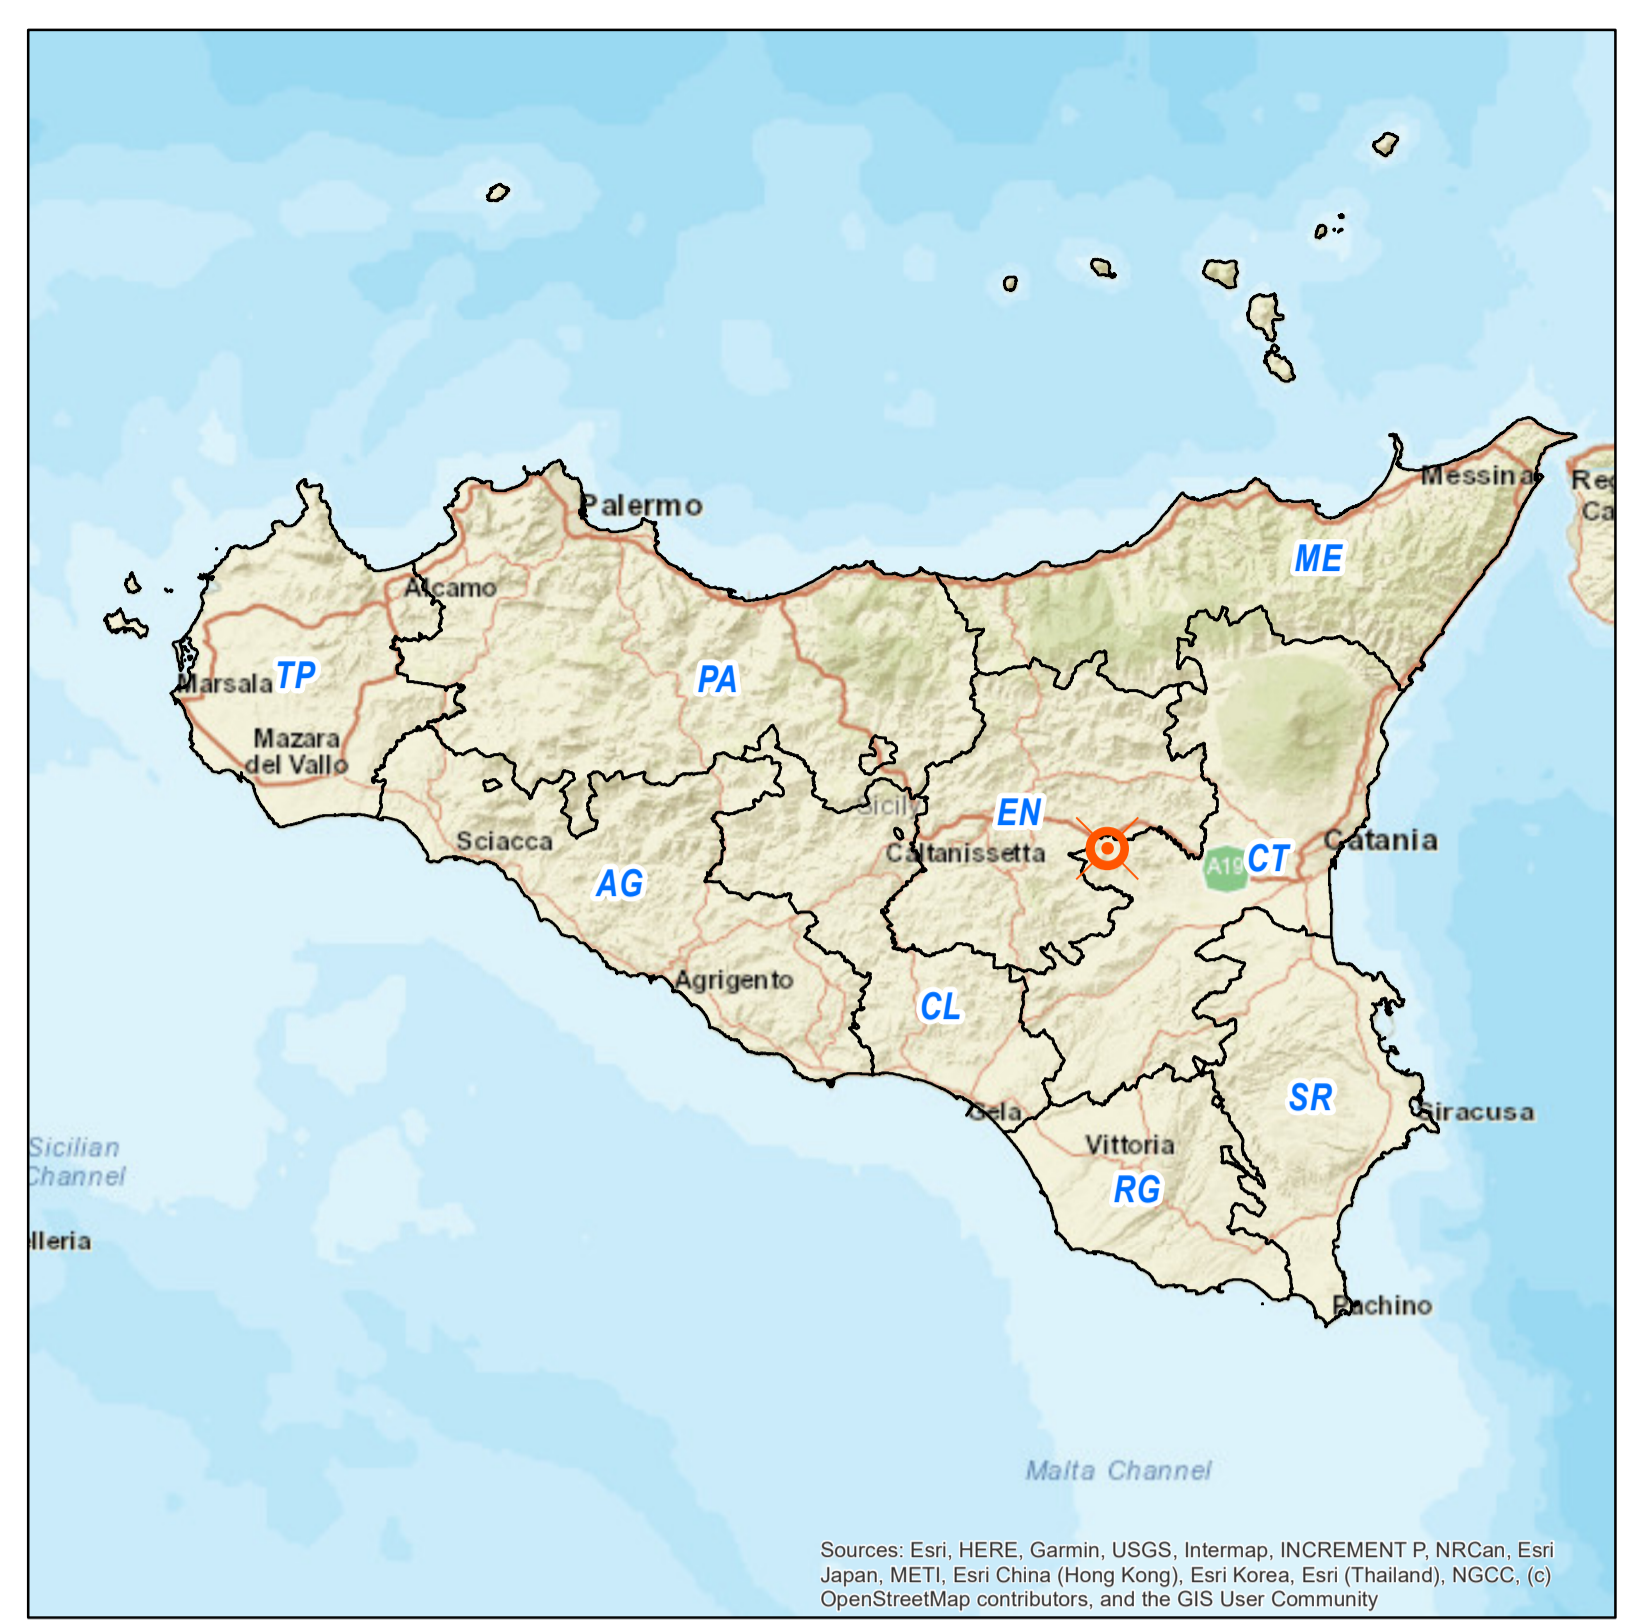 Palermo
Messina
Reg
Ca
ME
Alcamo
TP
PA
Marsala
Mazara
del Vallo
Sicily
EN
Sciacca
Caltanissetta
Catania
A19
CT
AG
Agrigento
CL
SR
Gela
Siracusa
Sicilian
Channel
Vittoria
RG
lleria
Pachino
Malta Channel
Sources: Esri, HERE, Garmin, USGS, Intermap, INCREMENT P, NRCan, Esri
Japan, METI, Esri China (Hong Kong), Esri Korea, Esri (Thailand), NGCC, (c)
OpenStreetMap contributors, and the GIS User Community